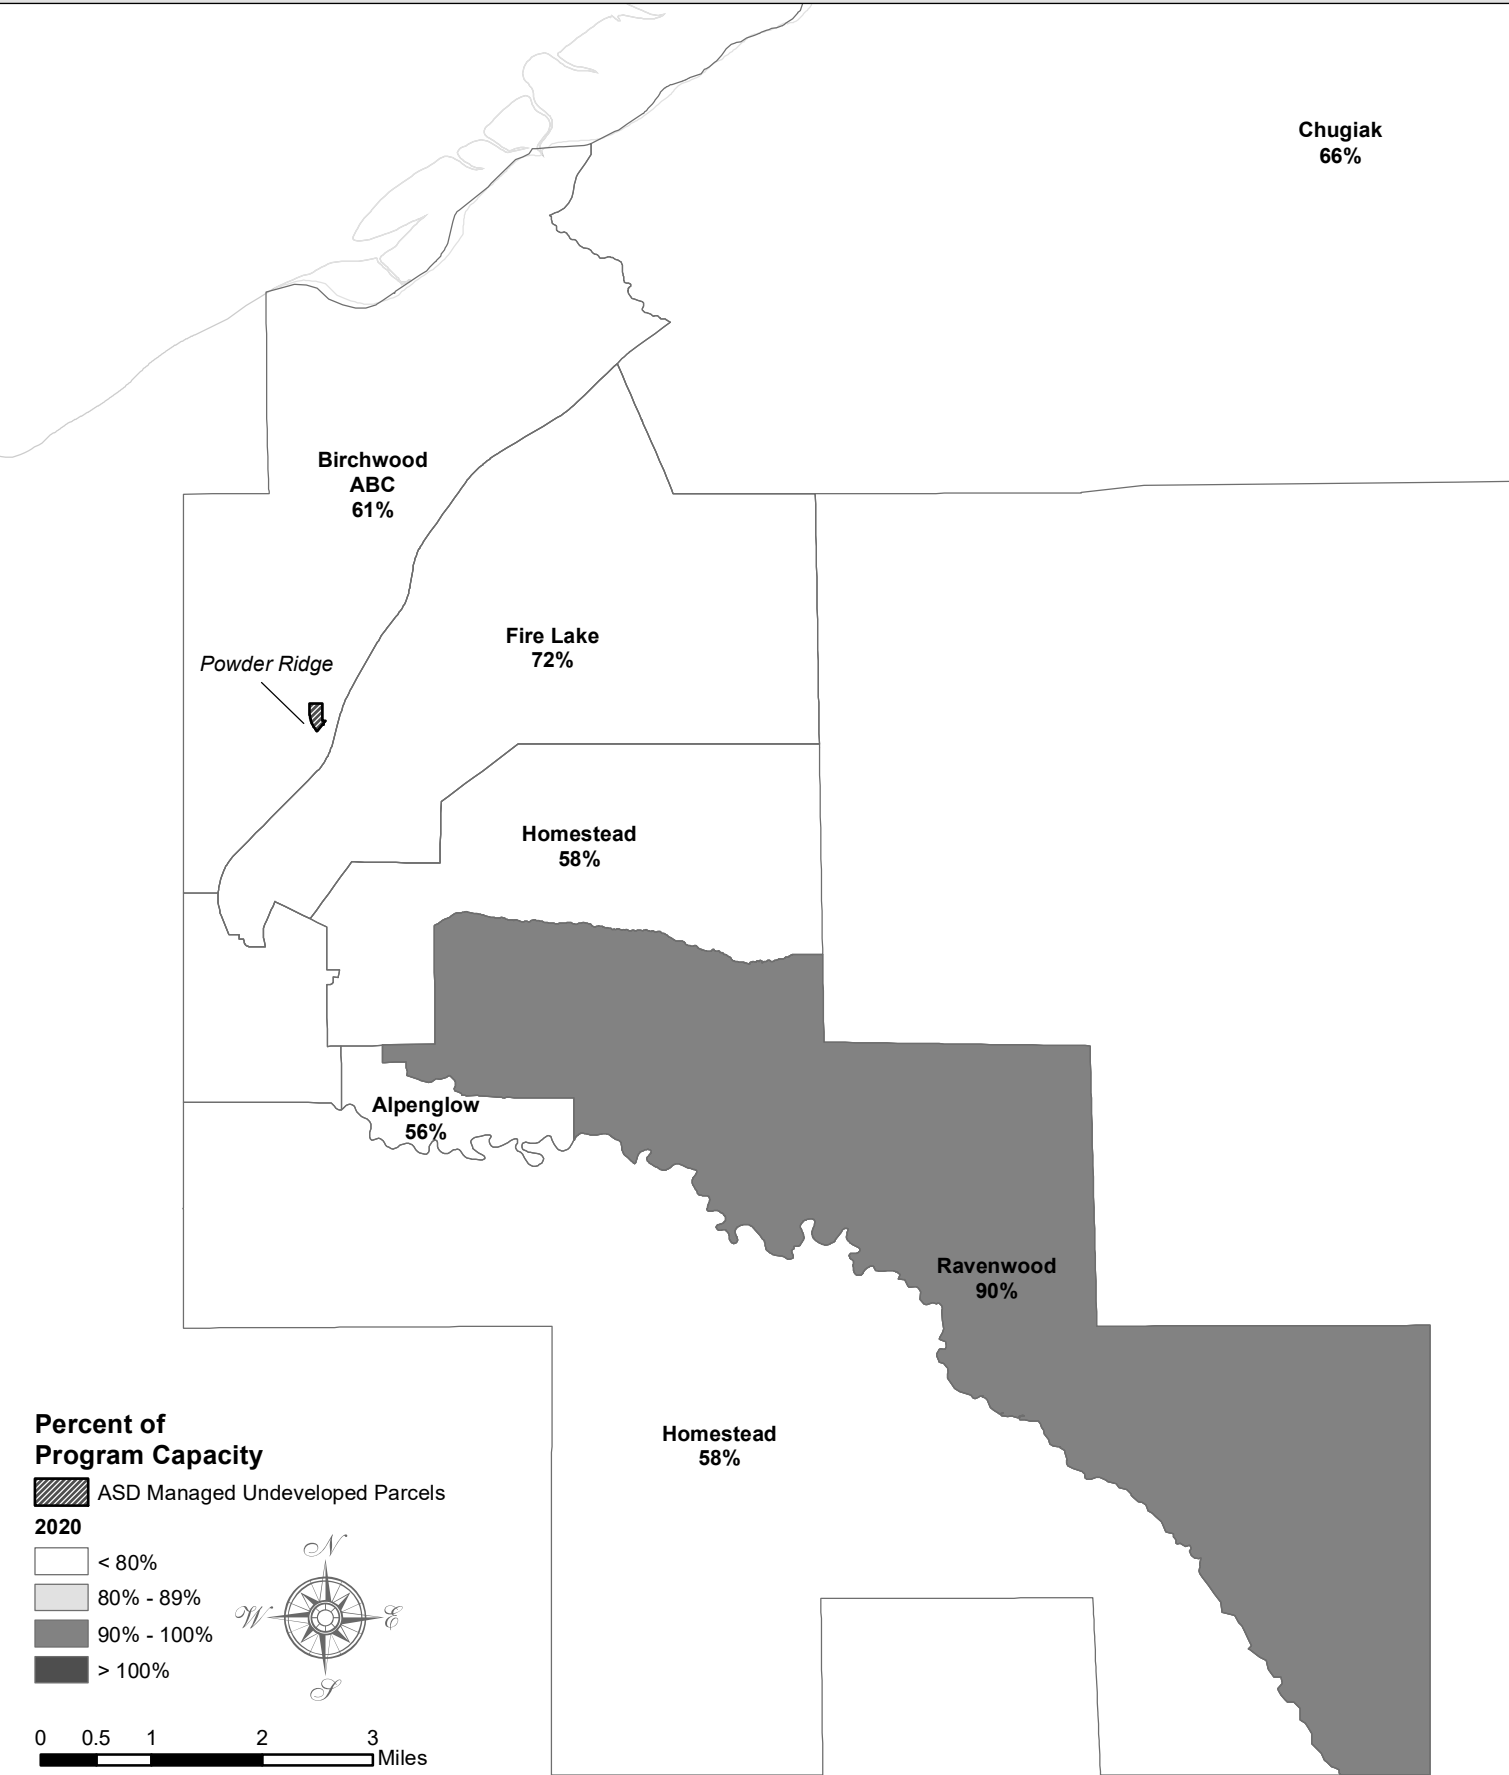 Chugiak
66%
Birchwood
ABC
61%
Fire Lake
72%
Powder Ridge
Homestead
58%
Alpenglow
56%
Ravenwood
90%
Homestead
58%
Percent of
Program Capacity
ASD Managed Undeveloped Parcels
2020
< 80%
80% - 89%
90% - 100%
> 100%
N
W
E
S
0 0.5 1 2 3
Miles